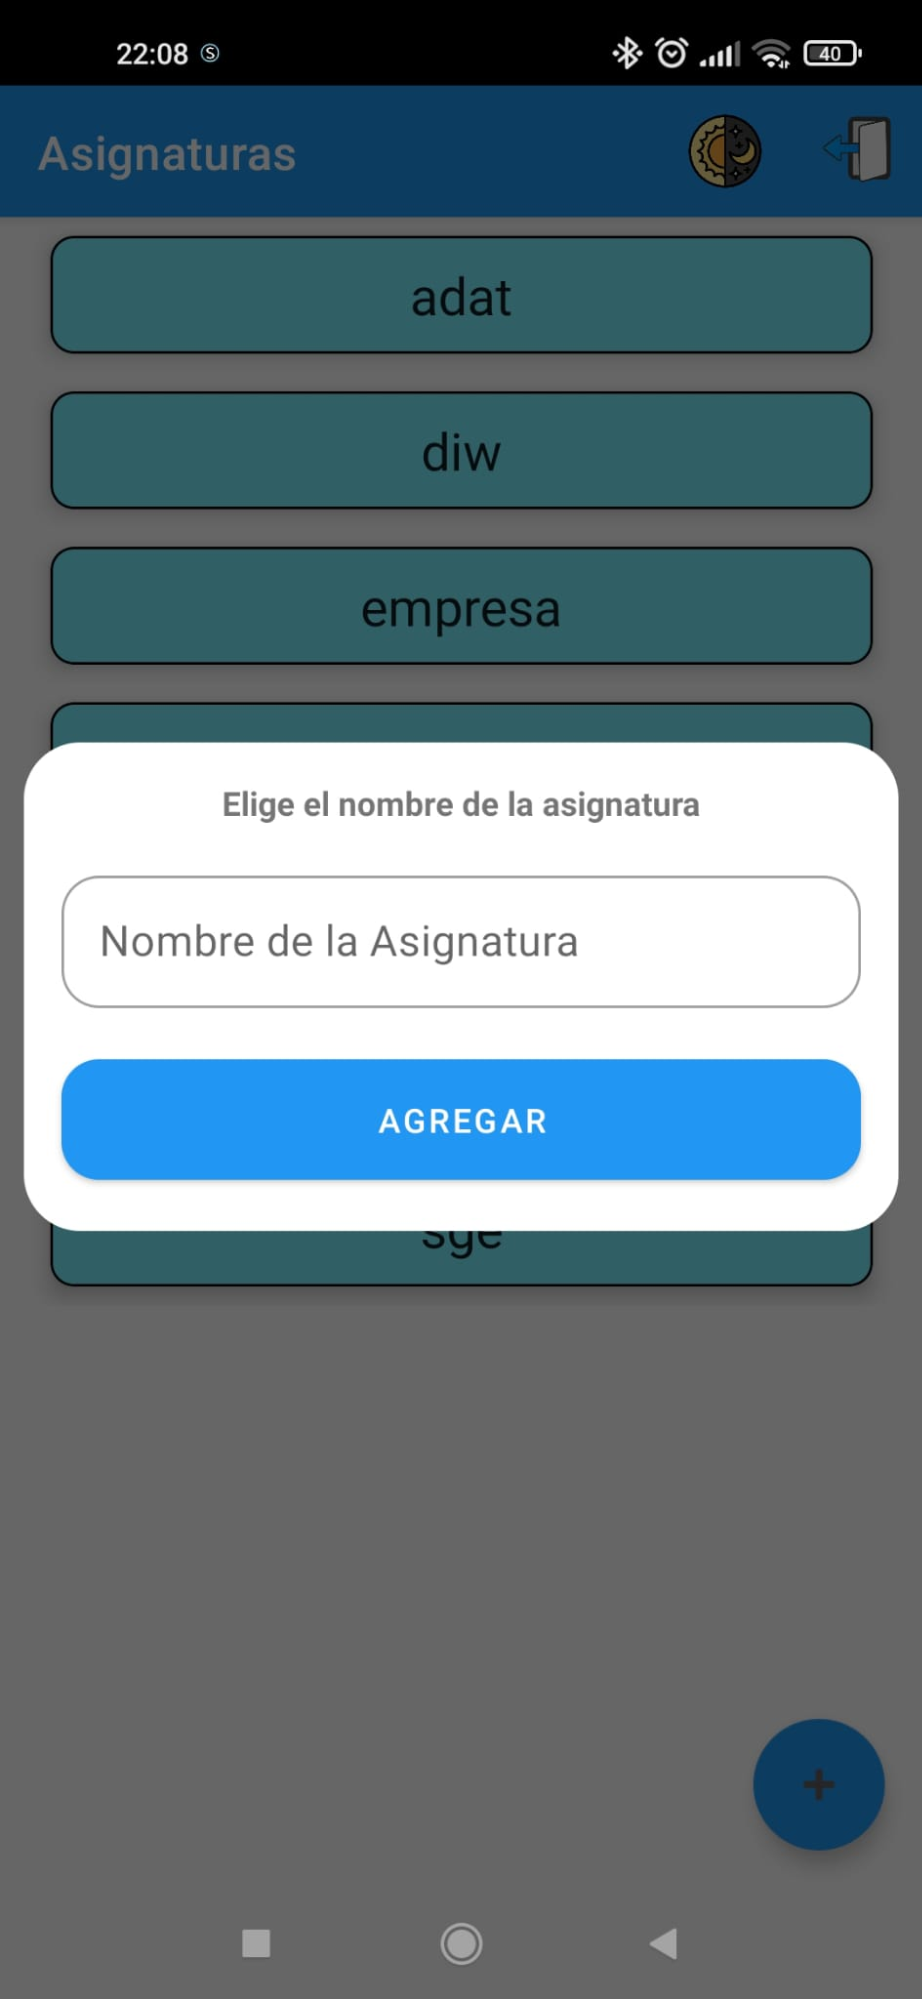 22:08
40
Asignaturas
adat
diw
empresa
Elige el nombre de la asignatura
Nombre de la Asignatura
AGREGAR
sge
+